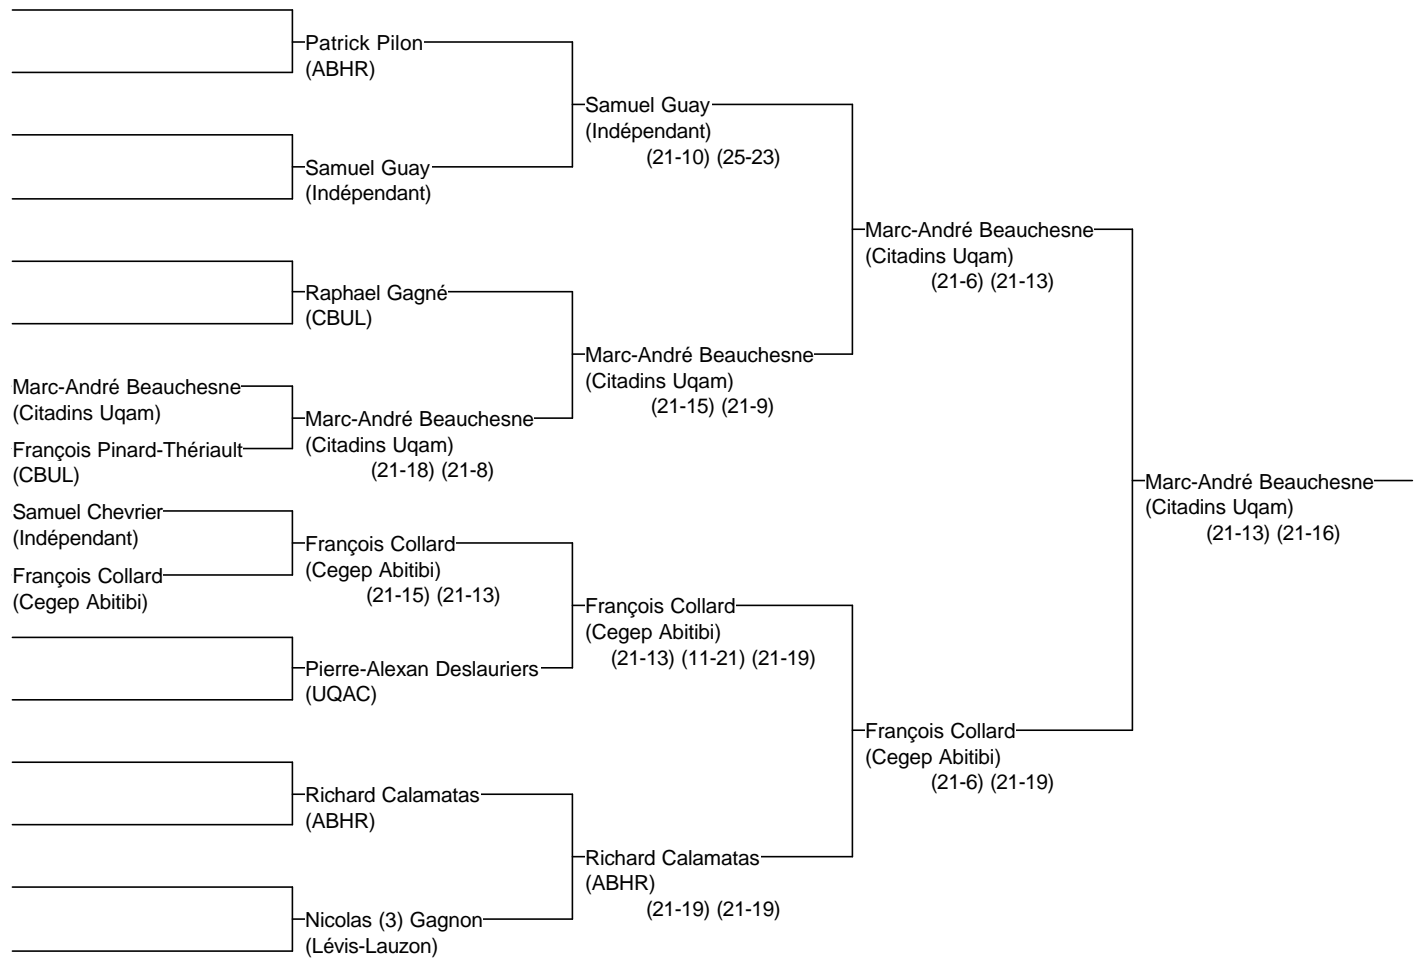 Patrick Pilon
(ABHR)
Samuel Guay
(Indépendant)
(21-10) (25-23)
Samuel Guay
(Indépendant)
Marc-André Beauchesne
(Citadins Uqam)
(21-6) (21-13)
Raphael Gagné
(CBUL)
Marc-André Beauchesne
(Citadins Uqam)
(21-15) (21-9)
Marc-André Beauchesne
(Citadins Uqam)
Marc-André Beauchesne
(Citadins Uqam)
(21-18) (21-8)
François Pinard-Thériault
(CBUL)
Marc-André Beauchesne
(Citadins Uqam)
(21-13) (21-16)
Samuel Chevrier
(Indépendant)
François Collard
(Cegep Abitibi)
(21-15) (21-13)
François Collard
(Cegep Abitibi)
François Collard
(Cegep Abitibi)
(21-13) (11-21) (21-19)
Pierre-Alexan Deslauriers
(UQAC)
François Collard
(Cegep Abitibi)
(21-6) (21-19)
Richard Calamatas
(ABHR)
Richard Calamatas
(ABHR)
(21-19) (21-19)
Nicolas (3) Gagnon
(Lévis-Lauzon)